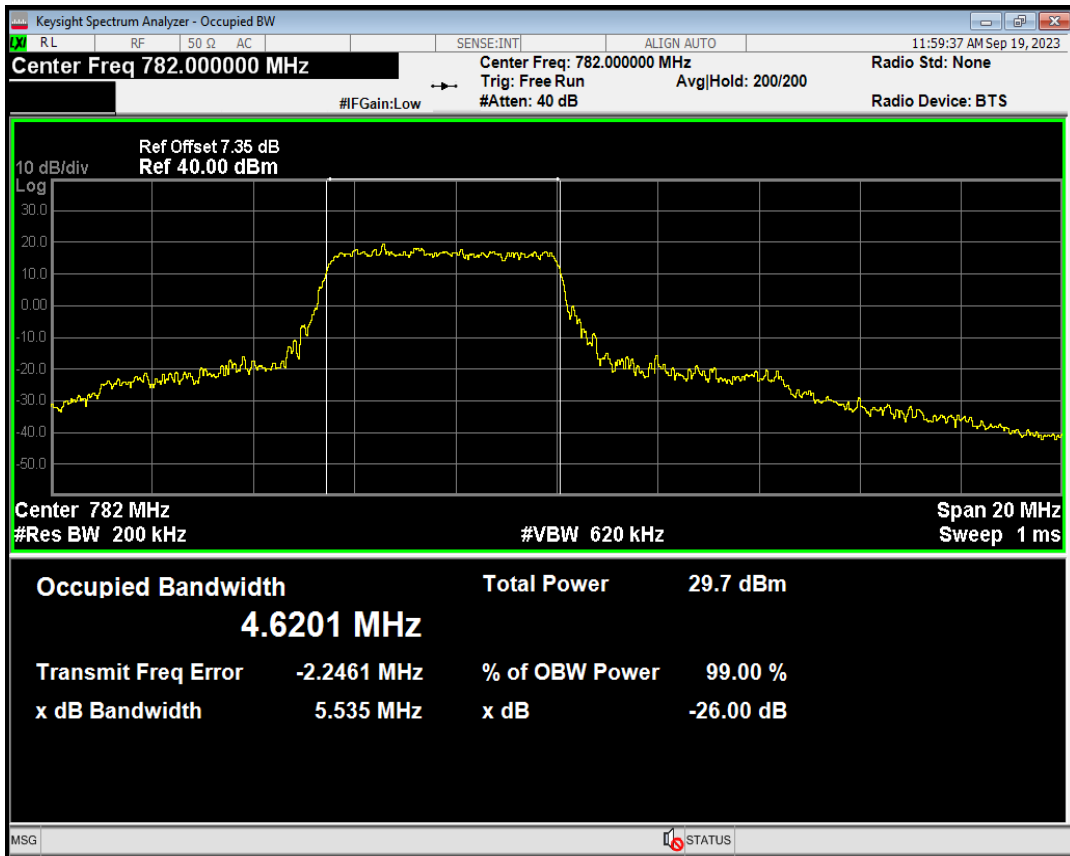 Keysight Spectrum Analyzer - Occupied BW
LXI RL RF 50 Ω AC SENSE:INT ALIGN AUTO 11:59:37 AM Sep 19, 2023
Center Freq 782.000000 MHz Center Freq: 782.000000 MHz Radio Std: None
Trig: Free Run Avg|Hold: 200/200
#IFGain:Low #Atten: 40 dB Radio Device: BTS
Ref Offset 7.35 dB
10 dB/div Ref 40.00 dBm
Log
30.0
20.0
10.0
0.00
-10.0
-20.0
-30.0
-40.0
-50.0
Center 782 MHz Span 20 MHz
#Res BW 200 kHz #VBW 620 kHz Sweep 1 ms
Occupied Bandwidth Total Power 29.7 dBm
4.6201 MHz
Transmit Freq Error -2.2461 MHz % of OBW Power 99.00 %
x dB Bandwidth 5.535 MHz x dB -26.00 dB
MSG STATUS